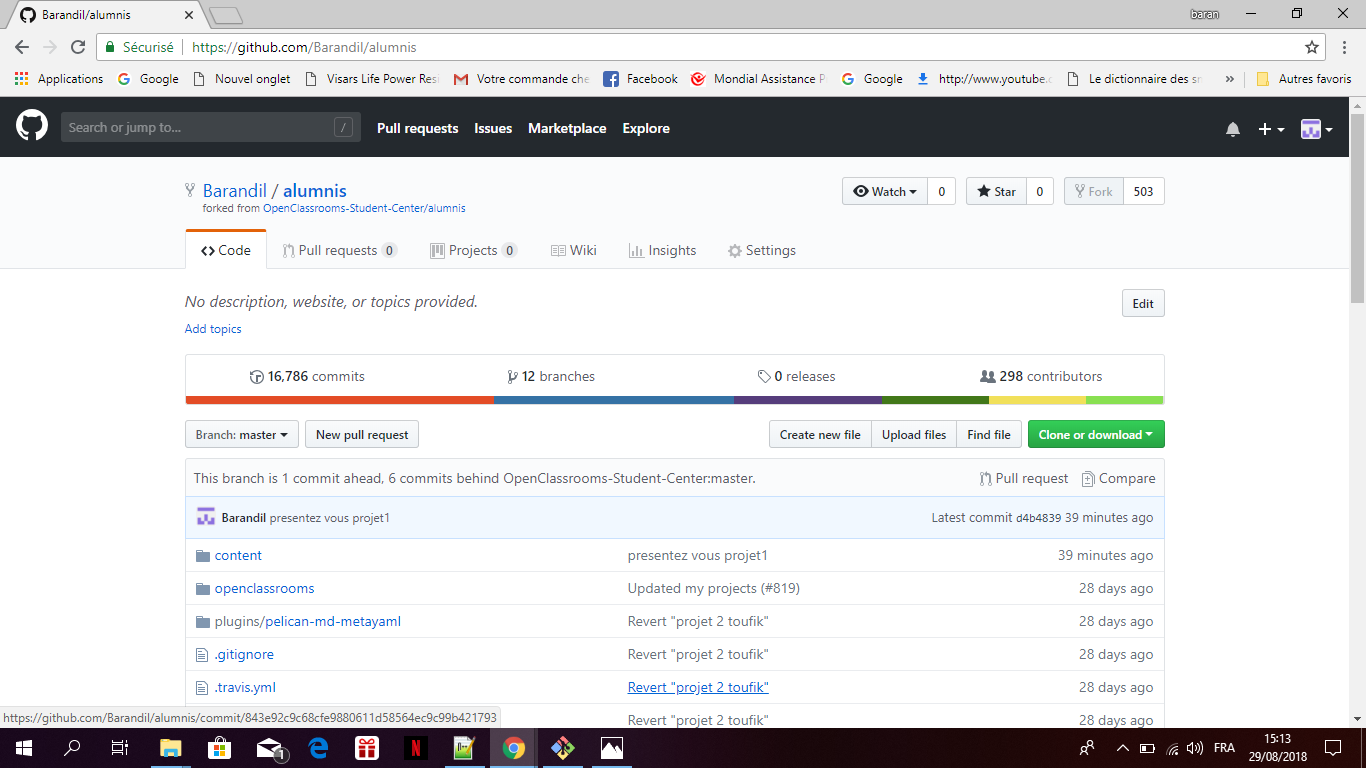 Barandil/alumnis
baran
Sécurisé https://github.com/Barandil/alumnis
Applications Google Nouvel onglet Visars Life Power Res Votre commande che Facebook Mondial Assistance P Google http://www.youtube.c Le dictionnaire des sm » Autres favoris
Search or jump to... / Pull requests Issues Marketplace Explore
Barandil / alumnis Watch 0 Star 0 Fork 503
forked from OpenClassrooms-Student-Center/alumnis
Code Pull requests 0 Projects 0 Wiki Insights Settings
No description, website, or topics provided. Edit
Add topics
16,786 commits 12 branches 0 releases 298 contributors
Branch: master New pull request Create new file Upload files Find file Clone or download
This branch is 1 commit ahead, 6 commits behind OpenClassrooms-Student-Center:master. Pull request Compare
Barandil presentez vous projet1 Latest commit d4b4839 39 minutes ago
content presentez vous projet1 39 minutes ago
openclassrooms Updated my projects (#819) 28 days ago
plugins/pelican-md-metayaml Revert "projet 2 toufik" 28 days ago
.gitignore Revert "projet 2 toufik" 28 days ago
.travis.yml Revert "projet 2 toufik" 28 days ago
https://github.com/Barandil/alumnis/commit/843e92c9c68cfe9880611d58564ec9c99b421793 Revert "projet 2 toufik" 28 days ago
1 N FRA 15:13
29/08/2018